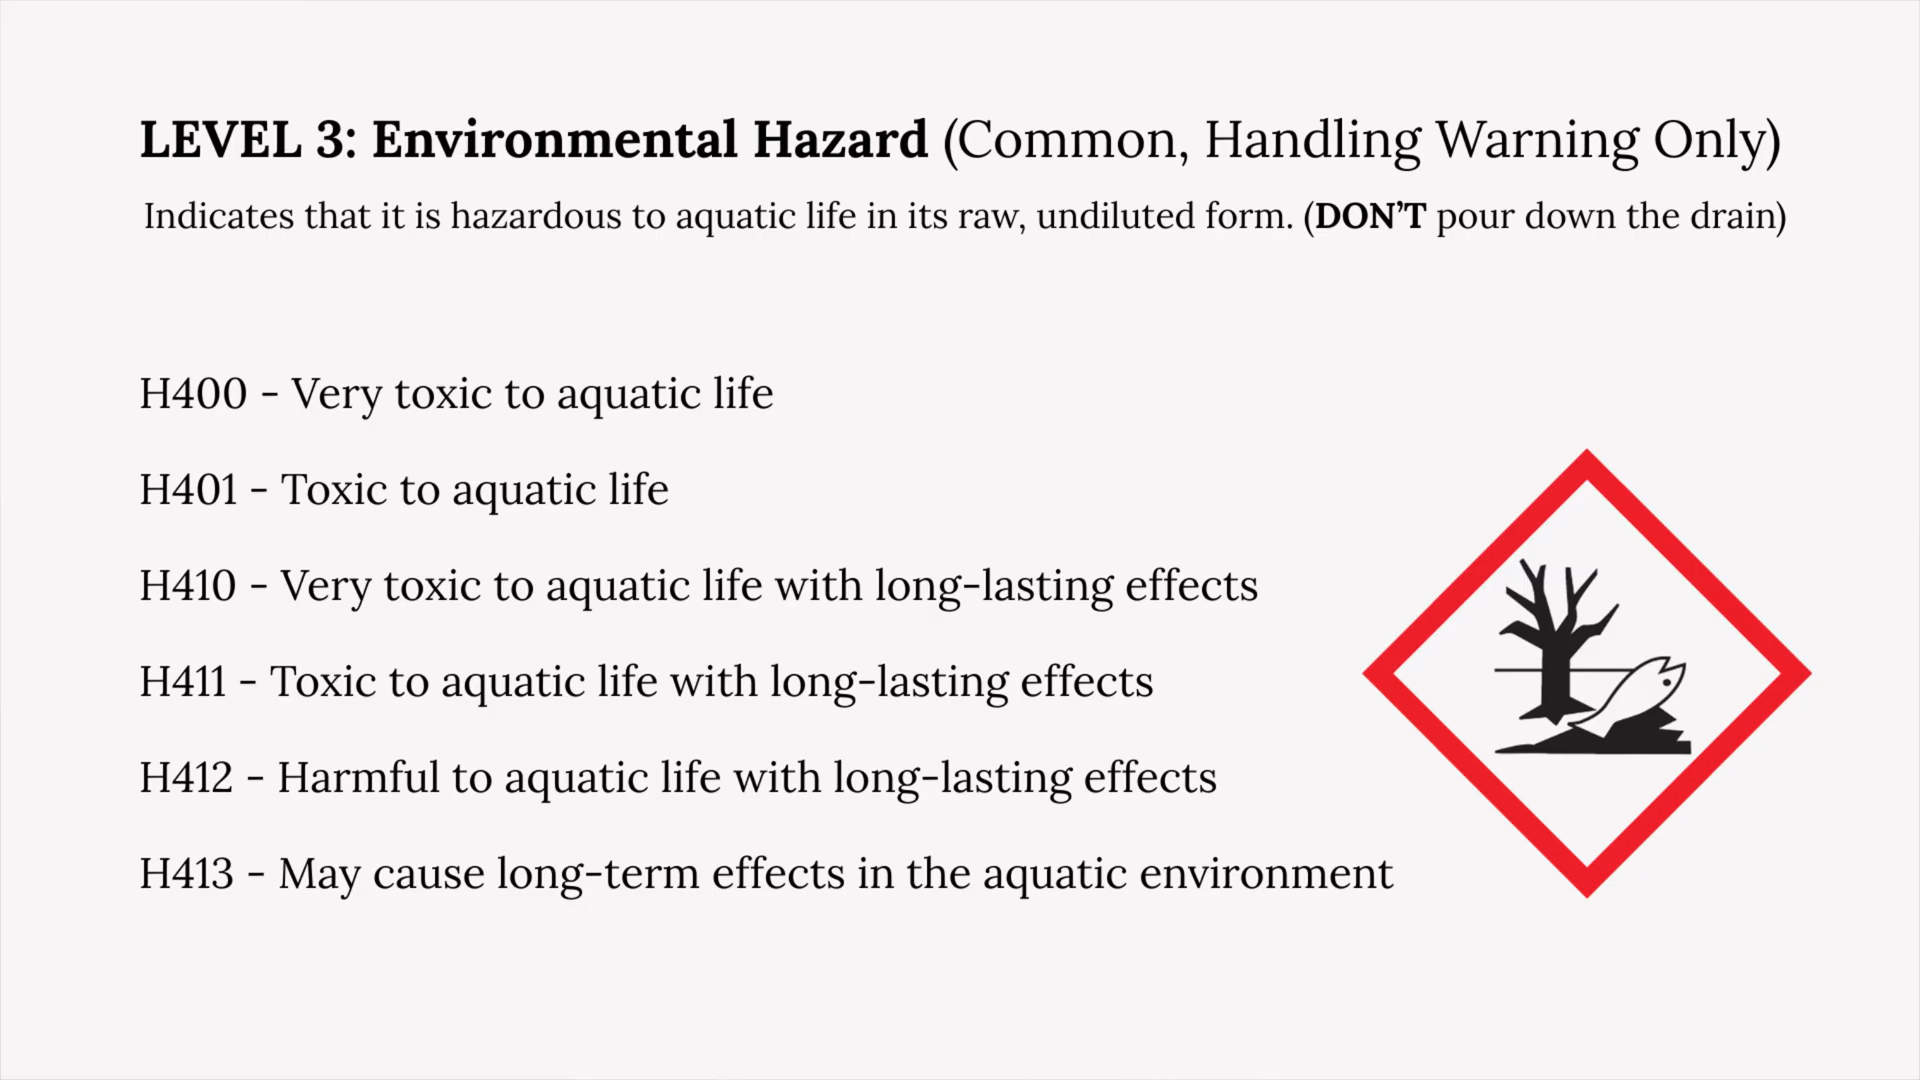 LEVEL 3: Environmental Hazard (Common, Handling Warning Only)
Indicates that it is hazardous to aquatic life in its raw, undiluted form. (DON’T pour down the drain)
H400 - Very toxic to aquatic life
H401 - Toxic to aquatic life
H410 - Very toxic to aquatic life with long-lasting effects
H411 - Toxic to aquatic life with long-lasting effects
H412 - Harmful to aquatic life with long-lasting effects
H413 - May cause long-term effects in the aquatic environment